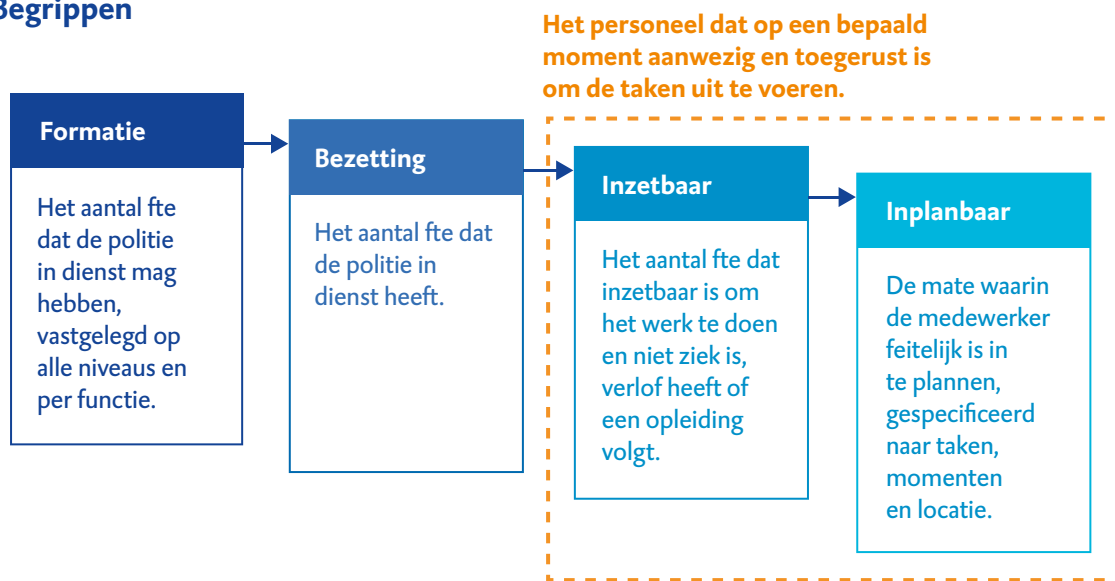 Begrippen
Het personeel dat op een bepaald
moment aanwezig en toegerust is
om de taken uit te voeren.
Formatie
Het aantal fte
dat de politie
in dienst mag
hebben,
vastgelegd op
alle niveaus en
per functie.
Bezetting
Het aantal fte dat
de politie in
dienst heeft.
Inzetbaar
Het aantal fte dat
inzetbaar is om
het werk te doen
en niet ziek is,
verlof heeft of
een opleiding
volgt.
Inplanbaar
De mate waarin
de medewerker
feitelijk is in
te plannen,
gespecificeerd
naar taken,
momenten
en locatie.